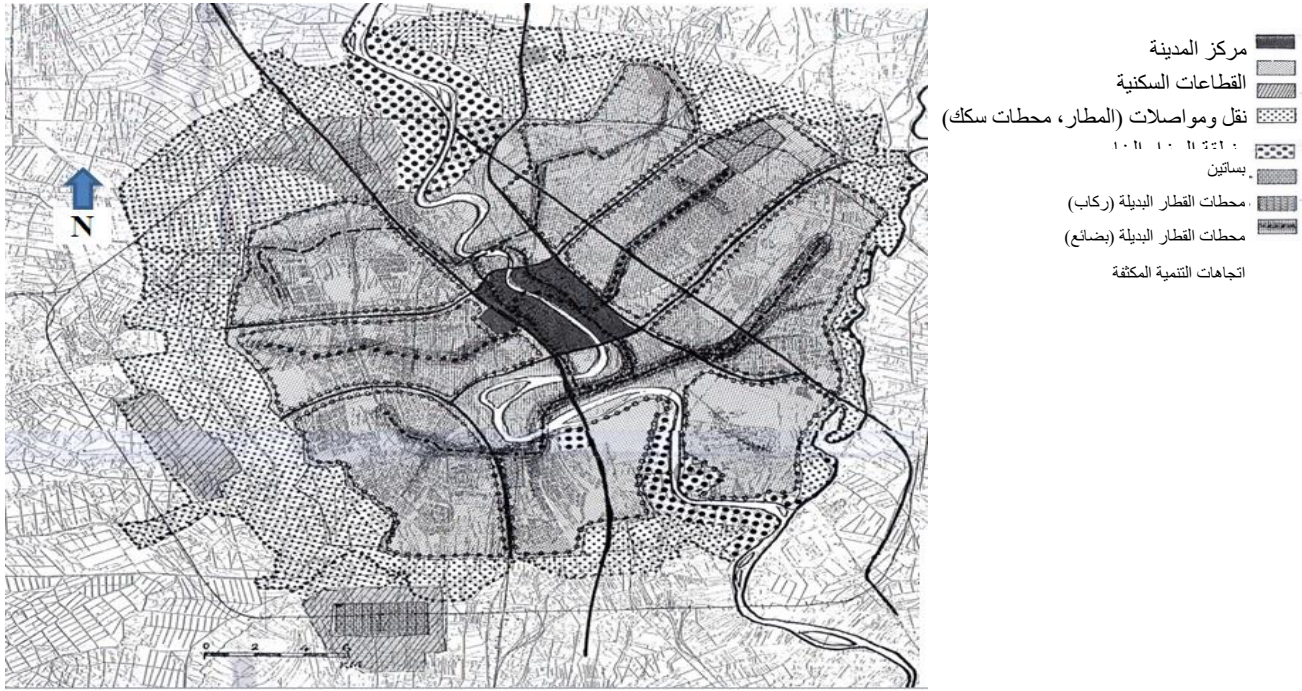 مركز المدينة
القطاعات السكنية
نقل ومواصلات (المطار، محطات سكك)
بساتين
محطات القطار البديلة (ركاب)
محطات القطار البديلة (بضائع)
اتجاهات التنمية المكثفة
N
0 2 4 6